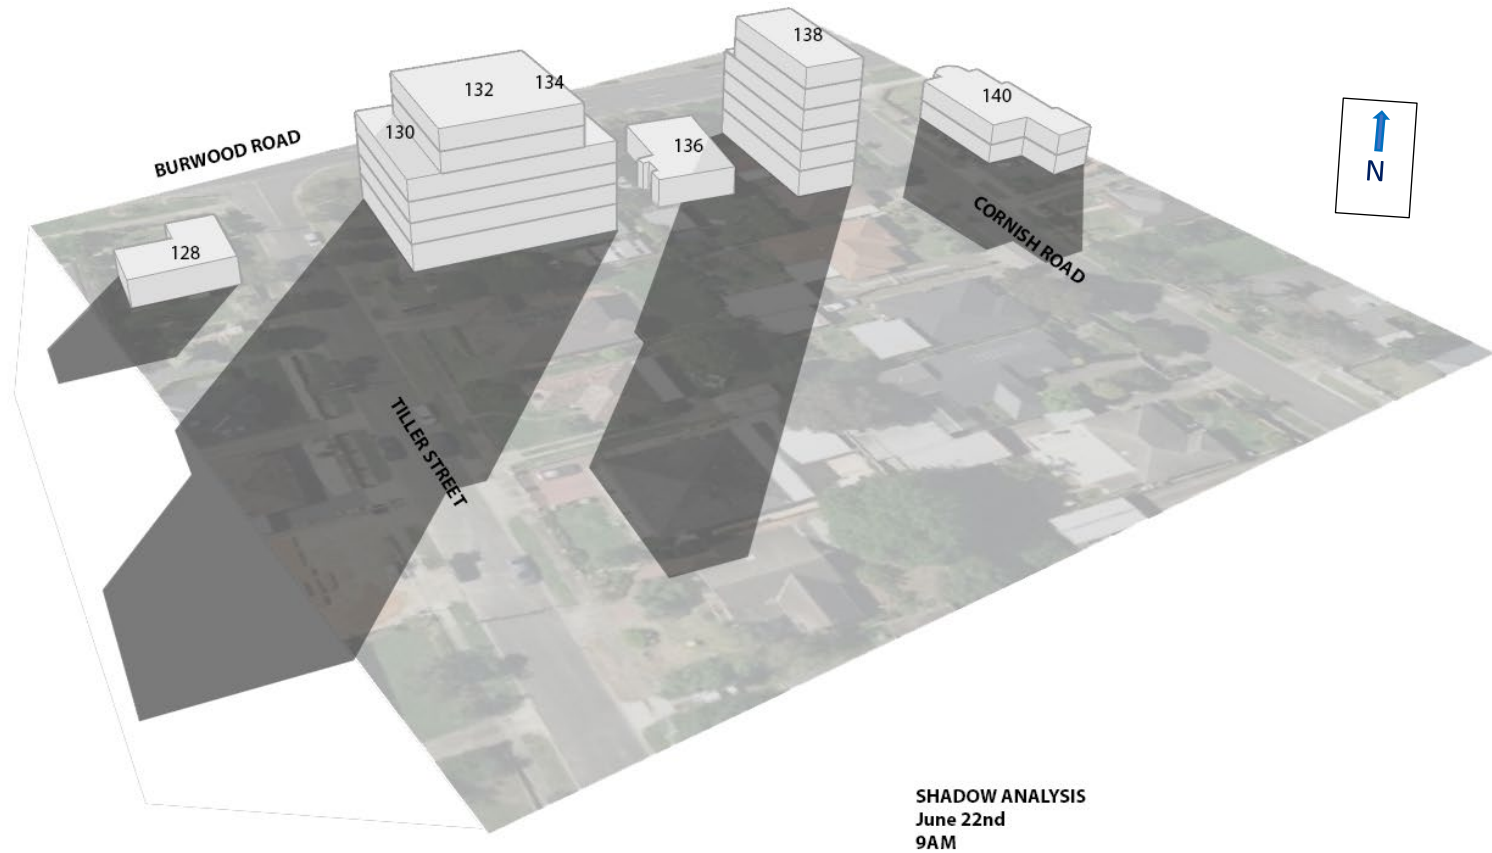 138
132
134
140
130
136
BURWOOD ROAD
N
128
CORNISH ROAD
TILLER STREET
SHADOW ANALYSIS
June 22nd
9AM